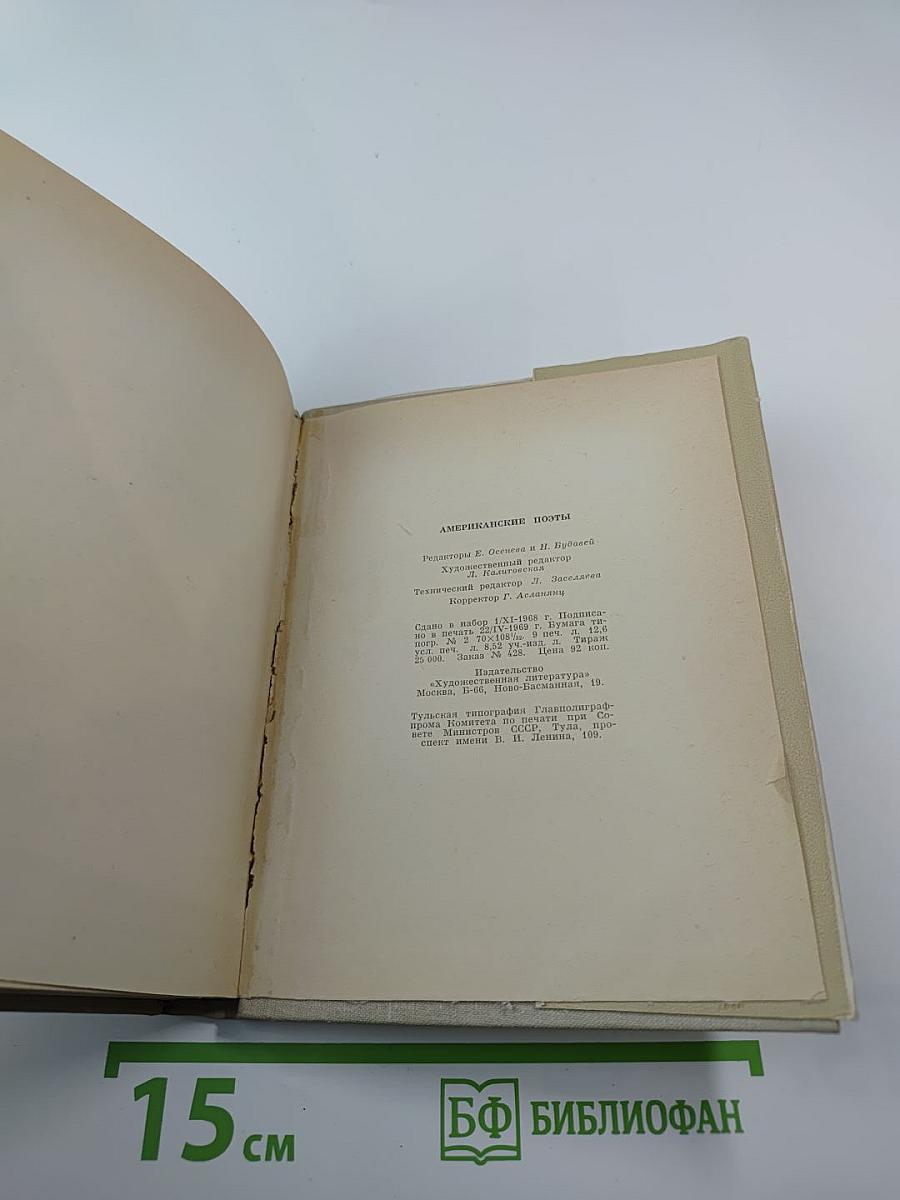 АМЕРИКАНСКИЕ ПОЭТЫ
Редакторы Е. Осенева и Н. Будавей
Художественный редактор
Л. Калитовская
Технический редактор Л. Заселяева
Корректор Г. Асланянц
Сдано в набор 1/XI-1968 г. Подписа-
но в печать 22/IV-1969 г. Бумага ти-
погр. № 2 70×108¹/₃₂. 9 печ. л. 12,6
усл. печ. л. 8,52 уч.-изд. л. Тираж
25 000. Заказ № 428. Цена 92 коп.
Издательство
«Художественная литература»
Москва, Б-66, Ново-Басманная, 19.
Тульская типография Главполиграф-
прома Комитета по печати при Со-
вете Министров СССР, Тула, про-
спект имени В. И. Ленина, 109.
15 см
БФ БИБЛИОФАН